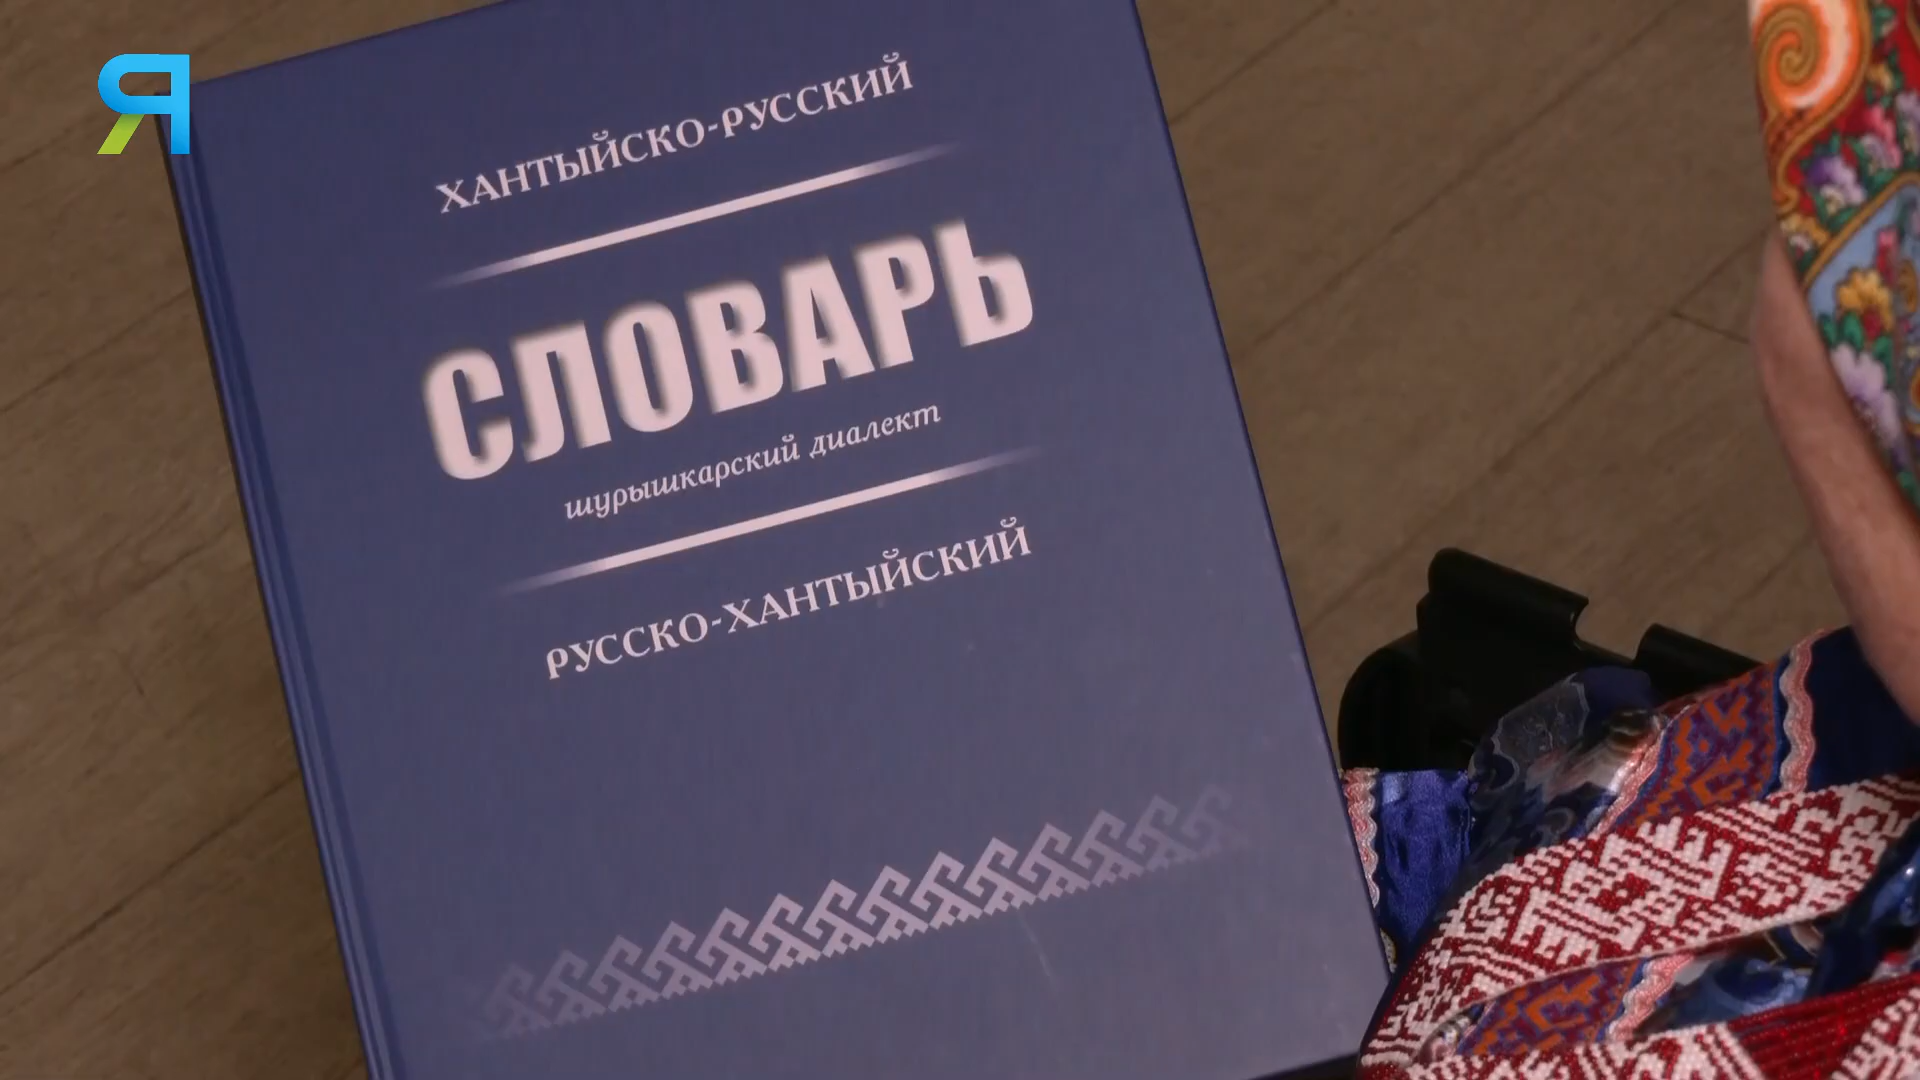 Я
ХАНТЫЙСКО-РУССКИЙ
СЛОВАРЬ
шурышкарский диалект
РУССКО-ХАНТЫЙСКИЙ